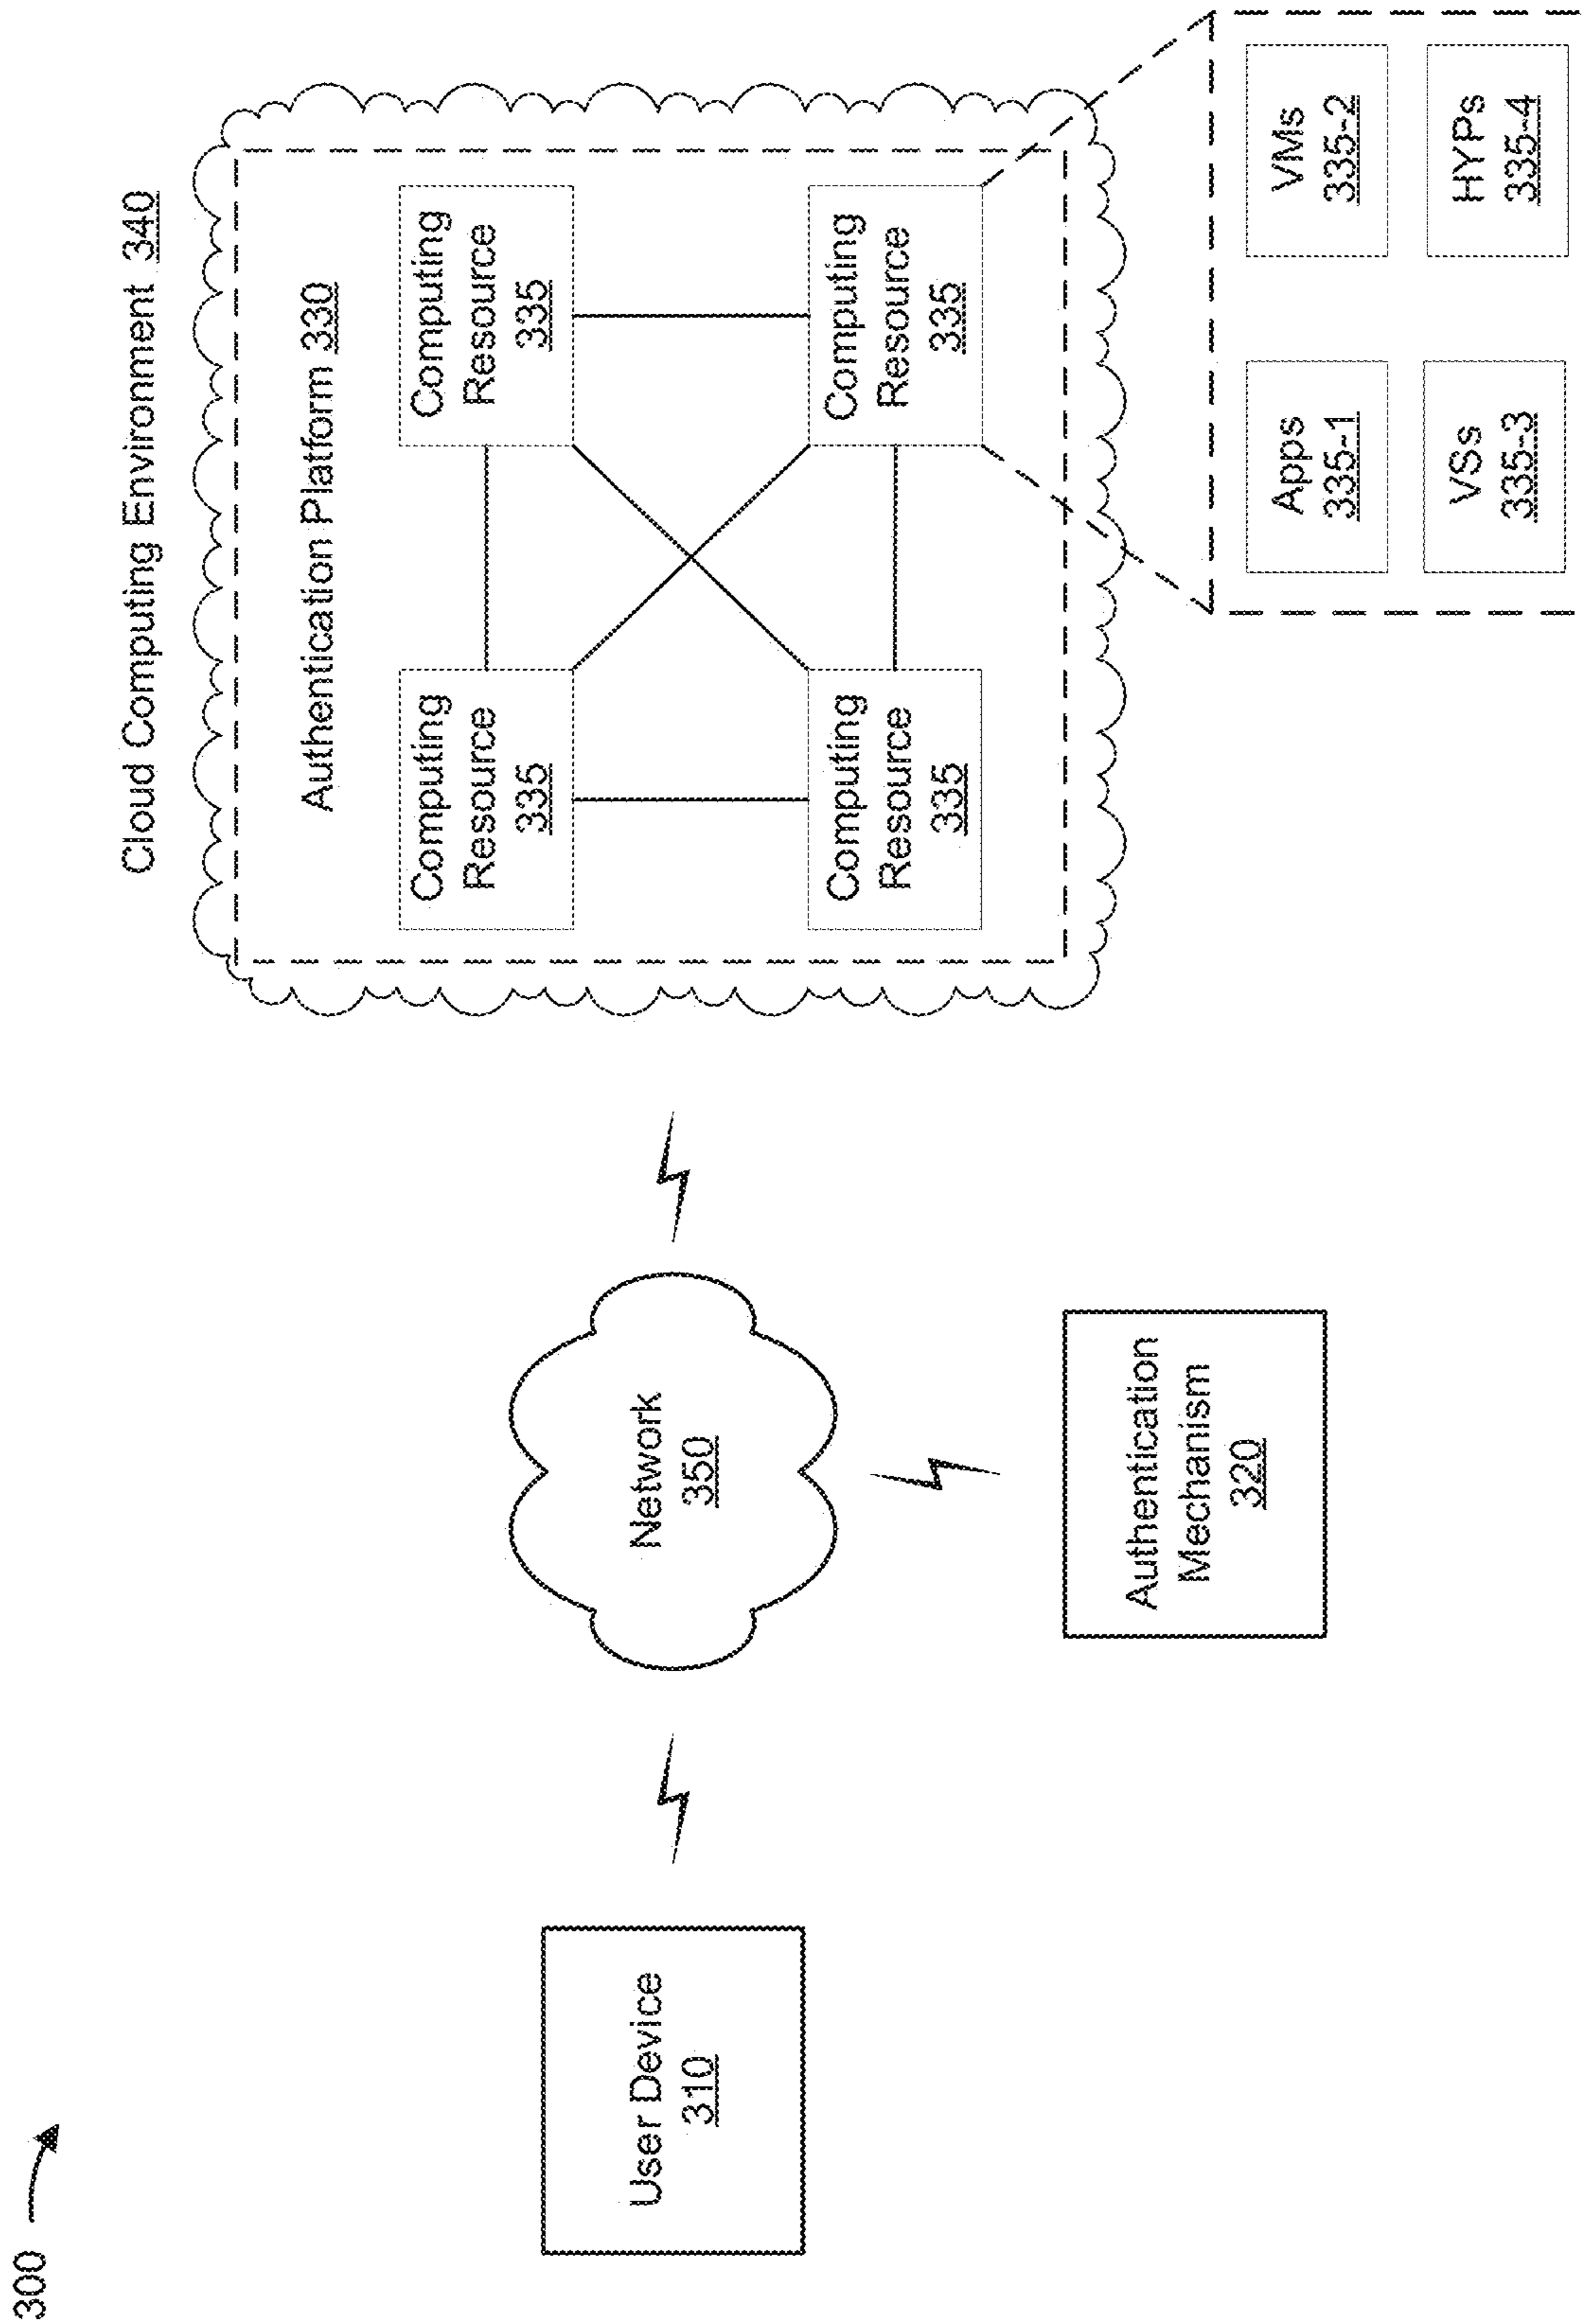 300
Cloud Computing Environment 340
Authentication Platform 330
Computing
Resource
335
Computing
Resource
335
Computing
Resource
335
Computing
Resource
335
User Device
310
Network
350
Authentication
Mechanism
320
Apps
335-1
VMs
335-2
VSs
335-3
HYPs
335-4